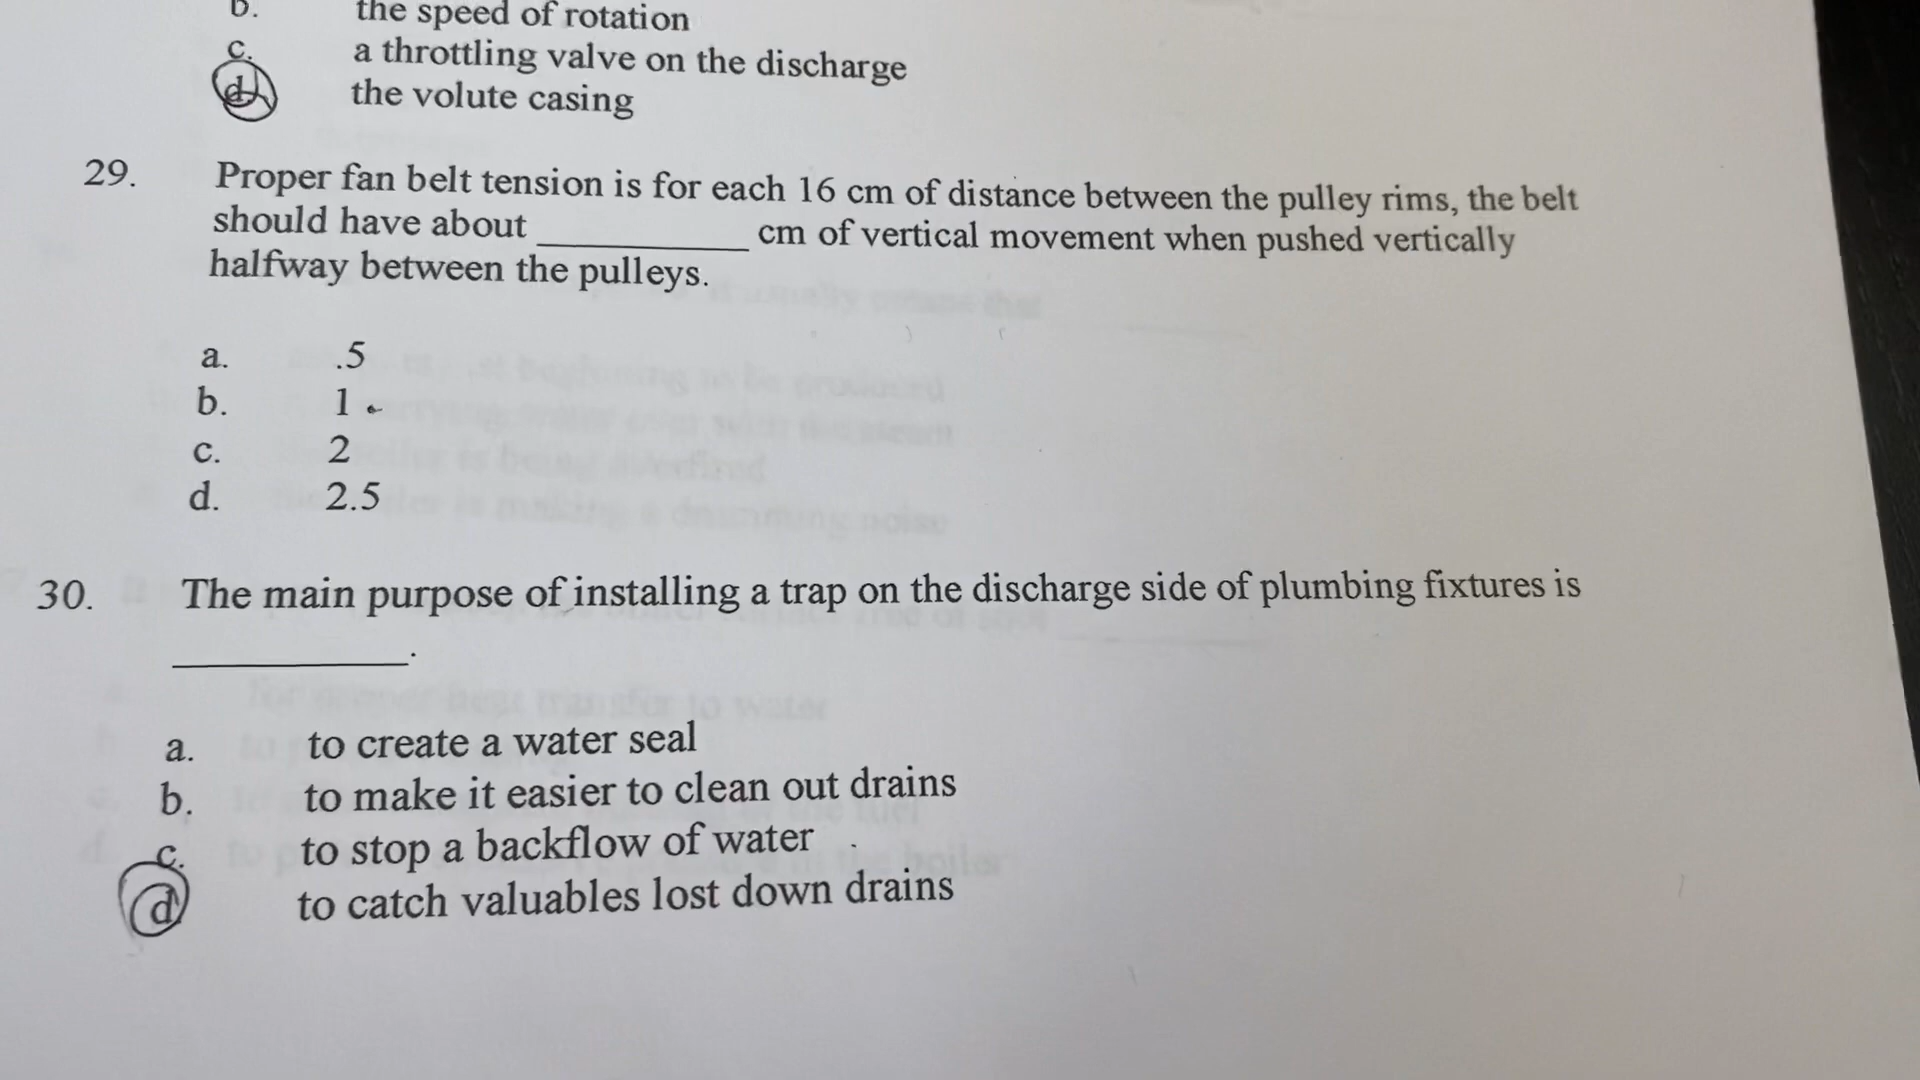 b. the speed of rotation
c. a throttling valve on the discharge
d. the volute casing
29. Proper fan belt tension is for each 16 cm of distance between the pulley rims, the belt
should have about __________ cm of vertical movement when pushed vertically
halfway between the pulleys.
a. .5
b. 1
c. 2
d. 2.5
30. The main purpose of installing a trap on the discharge side of plumbing fixtures is
__________.
a. to create a water seal
b. to make it easier to clean out drains
c. to stop a backflow of water
d to catch valuables lost down drains